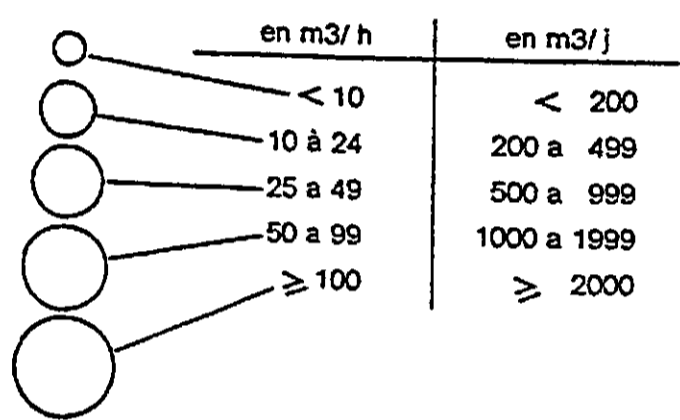 en m3/ h en m3/ j
< 10 < 200
10 à 24 200 a 499
25 a 49 500 a 999
50 a 99 1000 a 1999
⩾ 100 ⩾ 2000